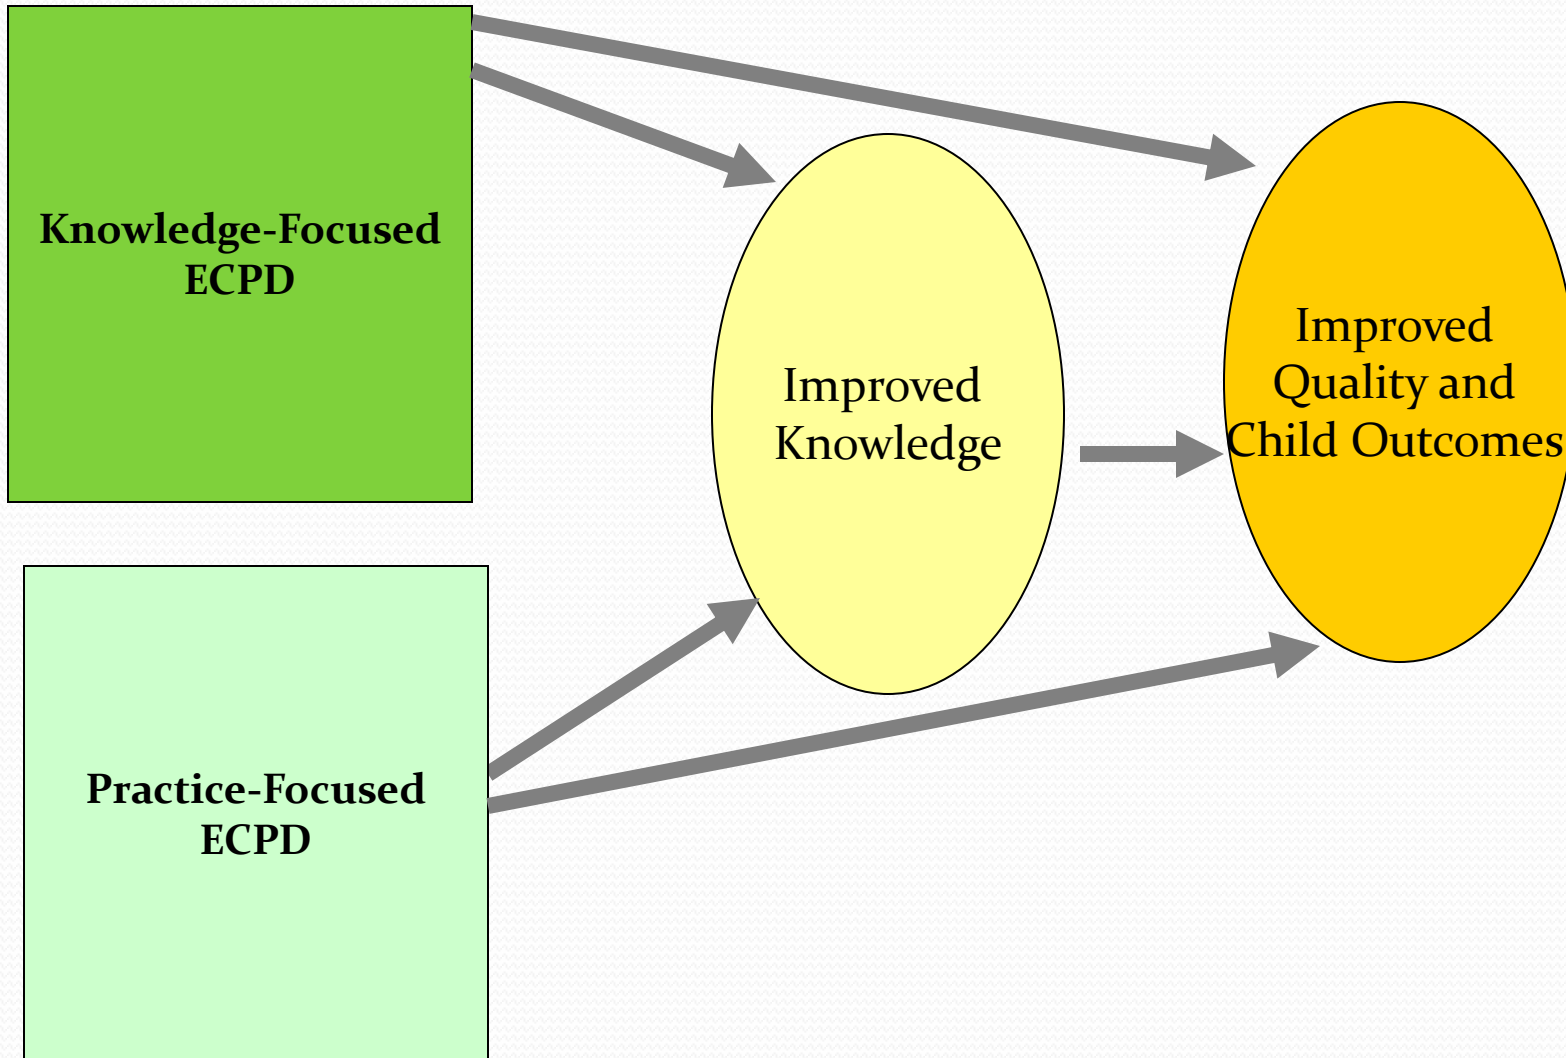 Knowledge-Focused
ECPD
Improved
Knowledge
Improved
Quality and
Child Outcomes
Practice-Focused
ECPD